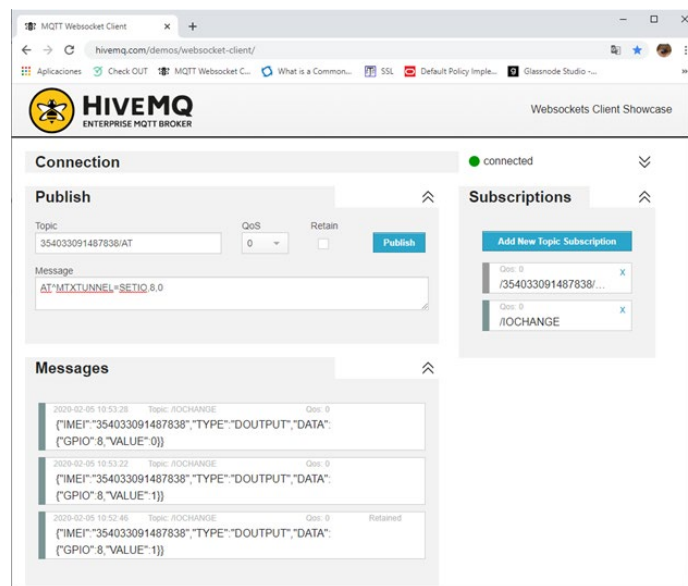 MQTT Websocket Client
hivemq.com/demos/websocket-client/
Aplicaciones Check OUT MQTT Websocket C... What is a Common... SSL Default Policy Imple... Glassnode Studio -...
HIVEMQ
ENTERPRISE MQTT BROKER
Websockets Client Showcase
Connection
connected
Publish
Topic QoS Retain
354033091487838/AT 0 Publish
Message
AT^MTXTUNNEL=SETIO,8,0
Subscriptions
Add New Topic Subscription
Qos: 0 x
/354033091487838/...
Qos: 0 x
/IOCHANGE
Messages
2020-02-05 10:53:28 Topic: /IOCHANGE Qos: 0
{"IMEI":"354033091487838","TYPE":"DOUTPUT","DATA":
{"GPIO":8,"VALUE":0}}
2020-02-05 10:53:22 Topic: /IOCHANGE Qos: 0
{"IMEI":"354033091487838","TYPE":"DOUTPUT","DATA":
{"GPIO":8,"VALUE":1}}
2020-02-05 10:52:46 Topic: /IOCHANGE Qos: 0 Retained
{"IMEI":"354033091487838","TYPE":"DOUTPUT","DATA":
{"GPIO":8,"VALUE":1}}